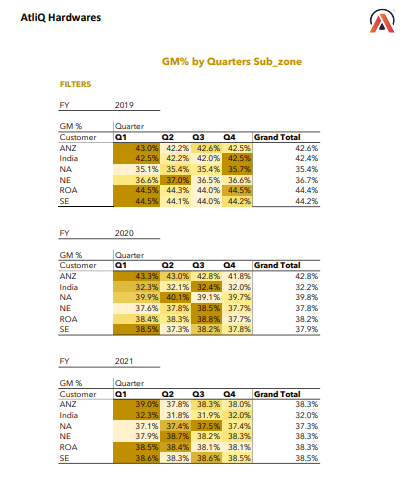 AtliQ Hardwares
GM% by Quarters Sub_zone
FILTERS
FY 2019
GM % Quarter
Customer Q1 Q2 Q3 Q4 Grand Total
ANZ 43.0% 42.2% 42.6% 42.5% 42.6%
India 42.5% 42.2% 42.0% 42.5% 42.4%
NA 35.1% 35.4% 35.4% 35.7% 35.4%
NE 36.6% 37.0% 36.5% 36.6% 36.7%
ROA 44.5% 44.3% 44.0% 44.5% 44.4%
SE 44.5% 44.1% 44.0% 44.2% 44.2%
FY 2020
GM % Quarter
Customer Q1 Q2 Q3 Q4 Grand Total
ANZ 43.3% 43.0% 42.8% 41.8% 42.8%
India 32.3% 32.1% 32.4% 32.0% 32.2%
NA 39.9% 40.1% 39.1% 39.7% 39.8%
NE 37.6% 37.8% 38.5% 37.7% 37.8%
ROA 38.4% 38.3% 38.8% 37.7% 38.2%
SE 38.5% 37.3% 38.2% 37.8% 37.9%
FY 2021
GM % Quarter
Customer Q1 Q2 Q3 Q4 Grand Total
ANZ 39.0% 37.8% 38.3% 38.0% 38.3%
India 32.3% 31.8% 31.9% 32.0% 32.0%
NA 37.1% 37.4% 37.5% 37.4% 37.3%
NE 37.9% 38.7% 38.2% 38.3% 38.3%
ROA 38.5% 38.4% 38.1% 38.1% 38.3%
SE 38.6% 38.3% 38.6% 38.5% 38.5%